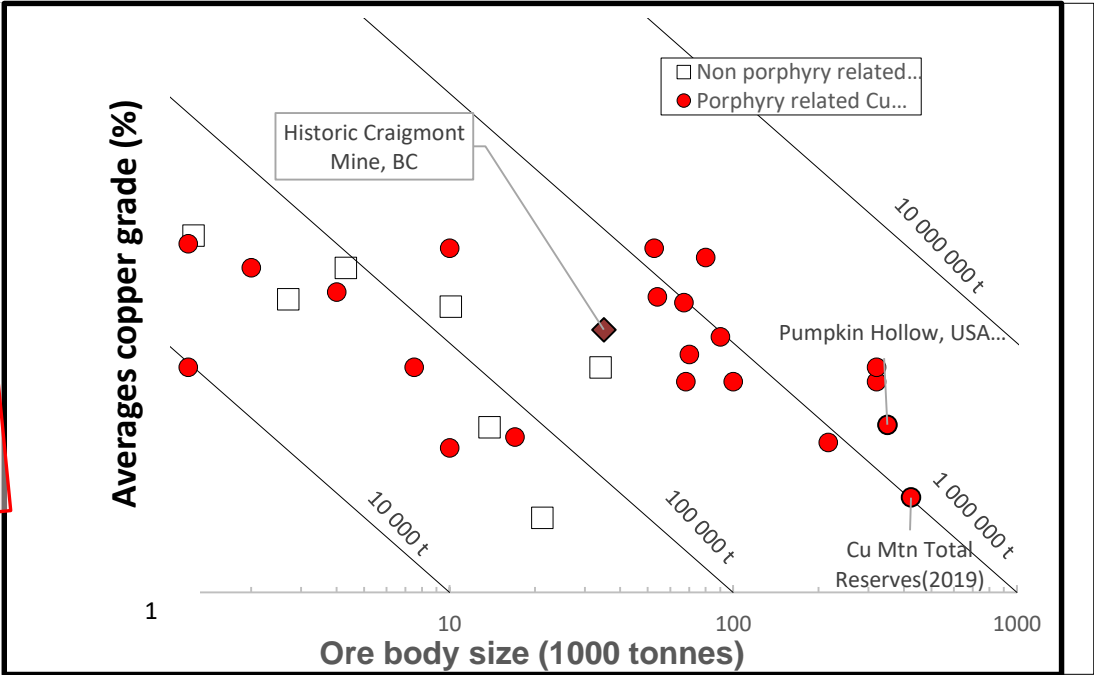 Non porphyry related...
Porphyry related Cu...
Historic Craigmont
Mine, BC
Averages copper grade (%)
10 000 000 t
Pumpkin Hollow, USA...
10 000 t
100 000 t
1 000 000 t
Cu Mtn Total
Reserves(2019)
1
10
100
1000
Ore body size (1000 tonnes)